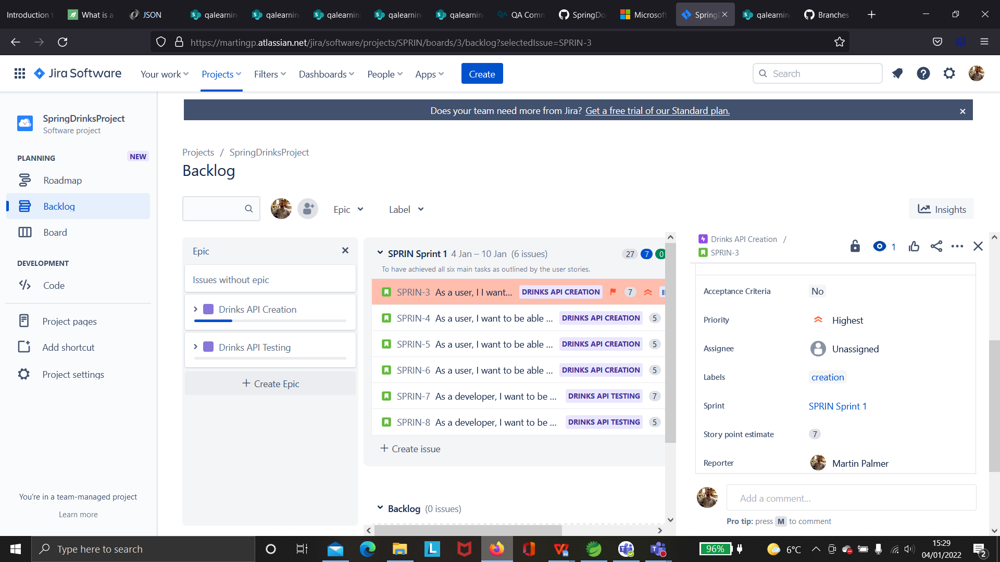 Introduction t
What is a
JSON
qalearnin
qalearnin
qalearnin
qalearnin
qalearnin
QA Comm
SpringDo
Microsoft
SpringD
qalearnin
Branches
https://martingp.atlassian.net/jira/software/projects/SPRIN/boards/3/backlog?selectedIssue=SPRIN-3
Jira Software
Your work
Projects
Filters
Dashboards
People
Apps
Create
Search
Does your team need more from Jira? Get a free trial of our Standard plan.
SpringDrinksProject
Software project
PLANNING
NEW
Roadmap
Backlog
Board
DEVELOPMENT
Code
Project pages
Add shortcut
Project settings
You're in a team-managed project
Learn more
Projects / SpringDrinksProject
Backlog
Epic
Label
Insights
Epic
Issues without epic
Drinks API Creation
Drinks API Testing
+ Create Epic
SPRIN Sprint 1 4 Jan – 10 Jan (6 issues) 27 7 0
To have achieved all six main tasks as outlined by the user stories.
SPRIN-3 As a user, I I want... DRINKS API CREATION 7
SPRIN-4 As a user, I want to be able ... DRINKS API CREATION 5
SPRIN-5 As a user, I want to be able ... DRINKS API CREATION 5
SPRIN-6 As a user, I want to be able ... DRINKS API CREATION 5
SPRIN-7 As a developer, I want to be ... DRINKS API TESTING 7
SPRIN-8 As a developer, I want to be ... DRINKS API TESTING 5
+ Create issue
Backlog (0 issues)
Drinks API Creation /
SPRIN-3
1
Acceptance Criteria No
Priority Highest
Assignee Unassigned
Labels creation
Sprint SPRIN Sprint 1
Story point estimate 7
Reporter Martin Palmer
Add a comment...
Pro tip: press M to comment
Type here to search
96%
6°C
15:29
04/01/2022
2